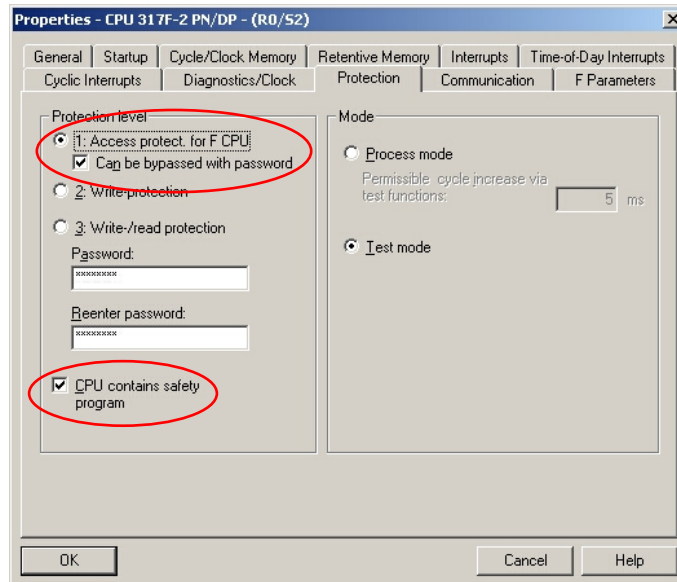 Properties - CPU 317F-2 PN/DP - (R0/S2)
General Startup Cycle/Clock Memory Retentive Memory Interrupts Time-of-Day Interrupts
Cyclic Interrupts Diagnostics/Clock Protection Communication F Parameters
Protection level
1: Access protect. for F CPU
Can be bypassed with password
2: Write-protection
3: Write-/read protection
Password:
********
Reenter password:
********
CPU contains safety
program
Mode
Process mode
Permissible cycle increase via
test functions:
5 ms
Test mode
OK Cancel Help